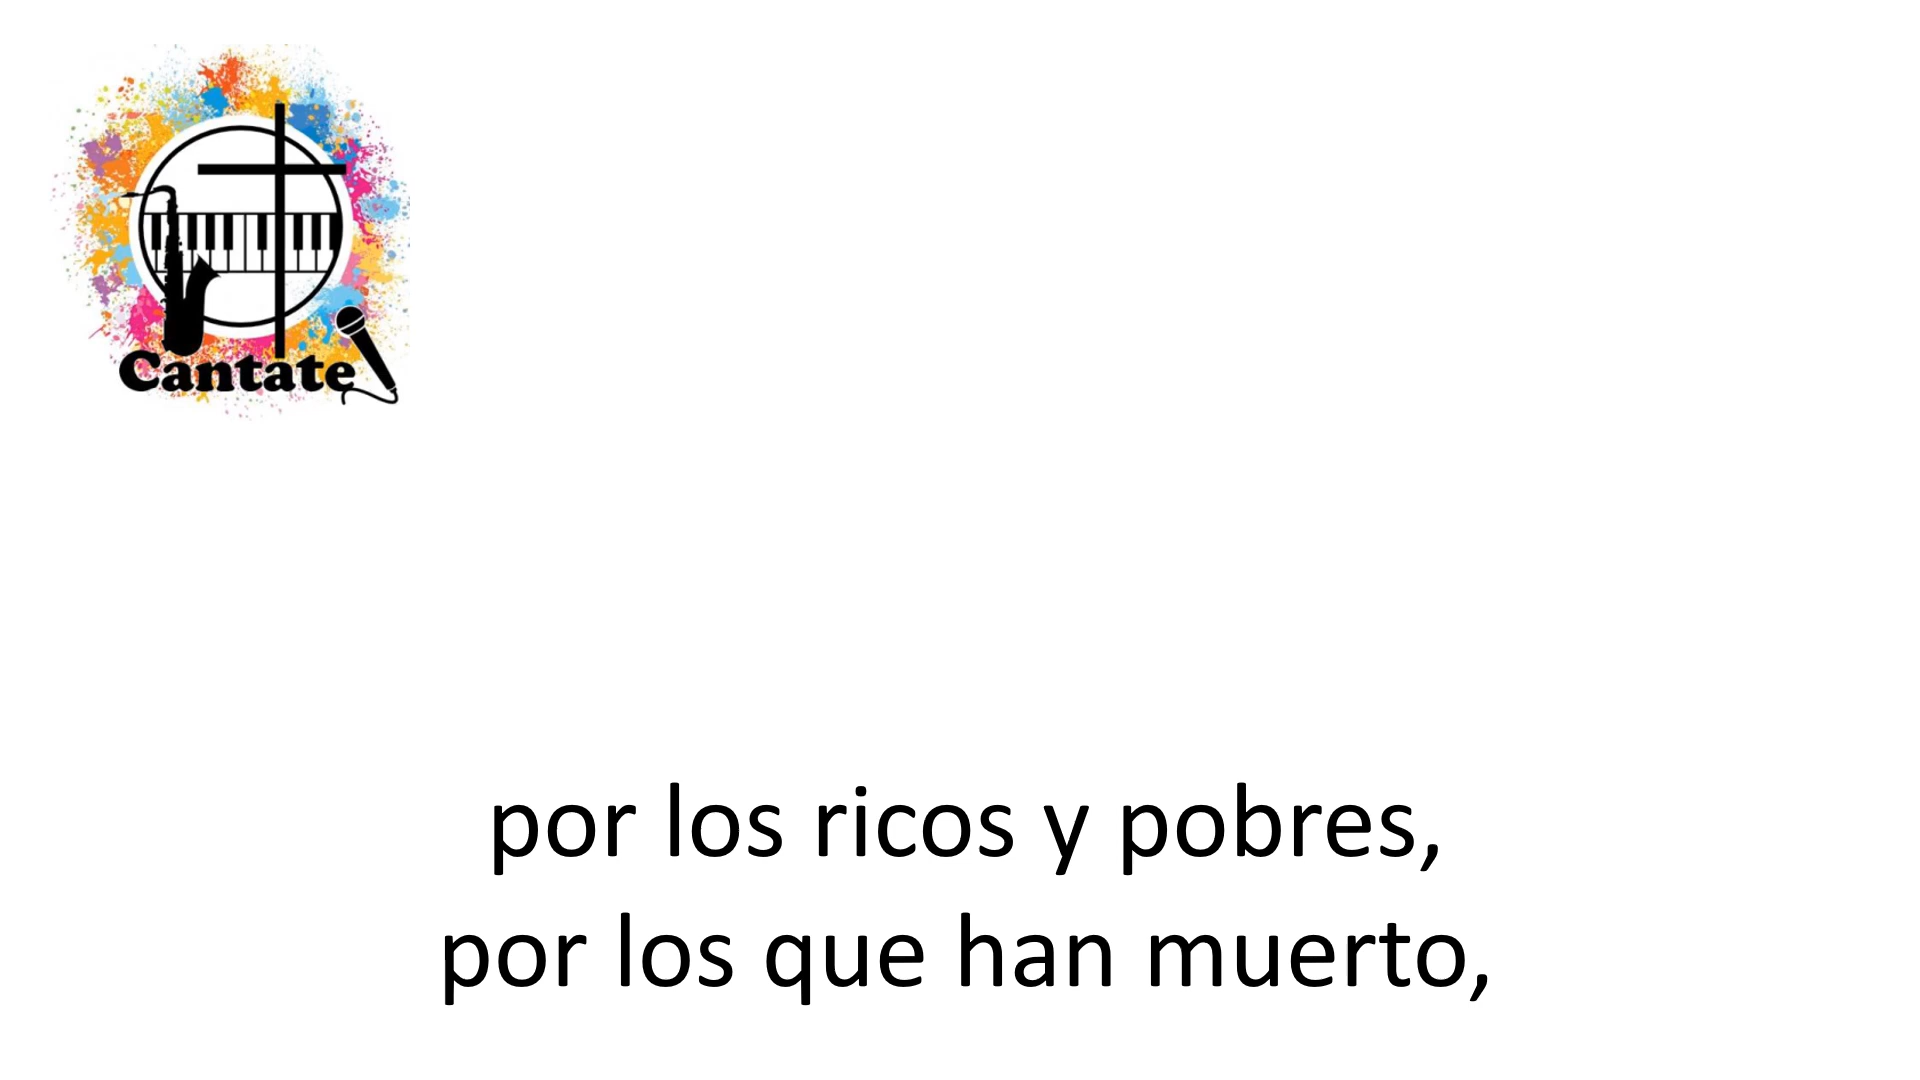 Cantate
por los ricos y pobres,
por los que han muerto,